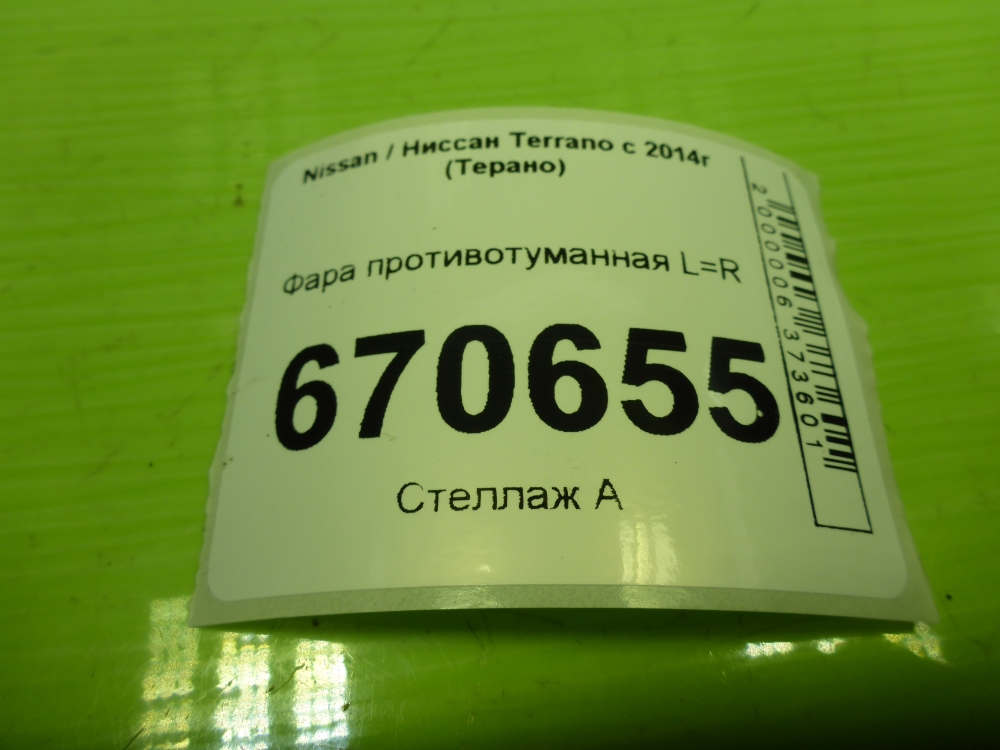 Nissan / Ниссан Terrano с 2014г
(Терано)
Фара противотуманная L=R
670655
Стеллаж А
2000006373601